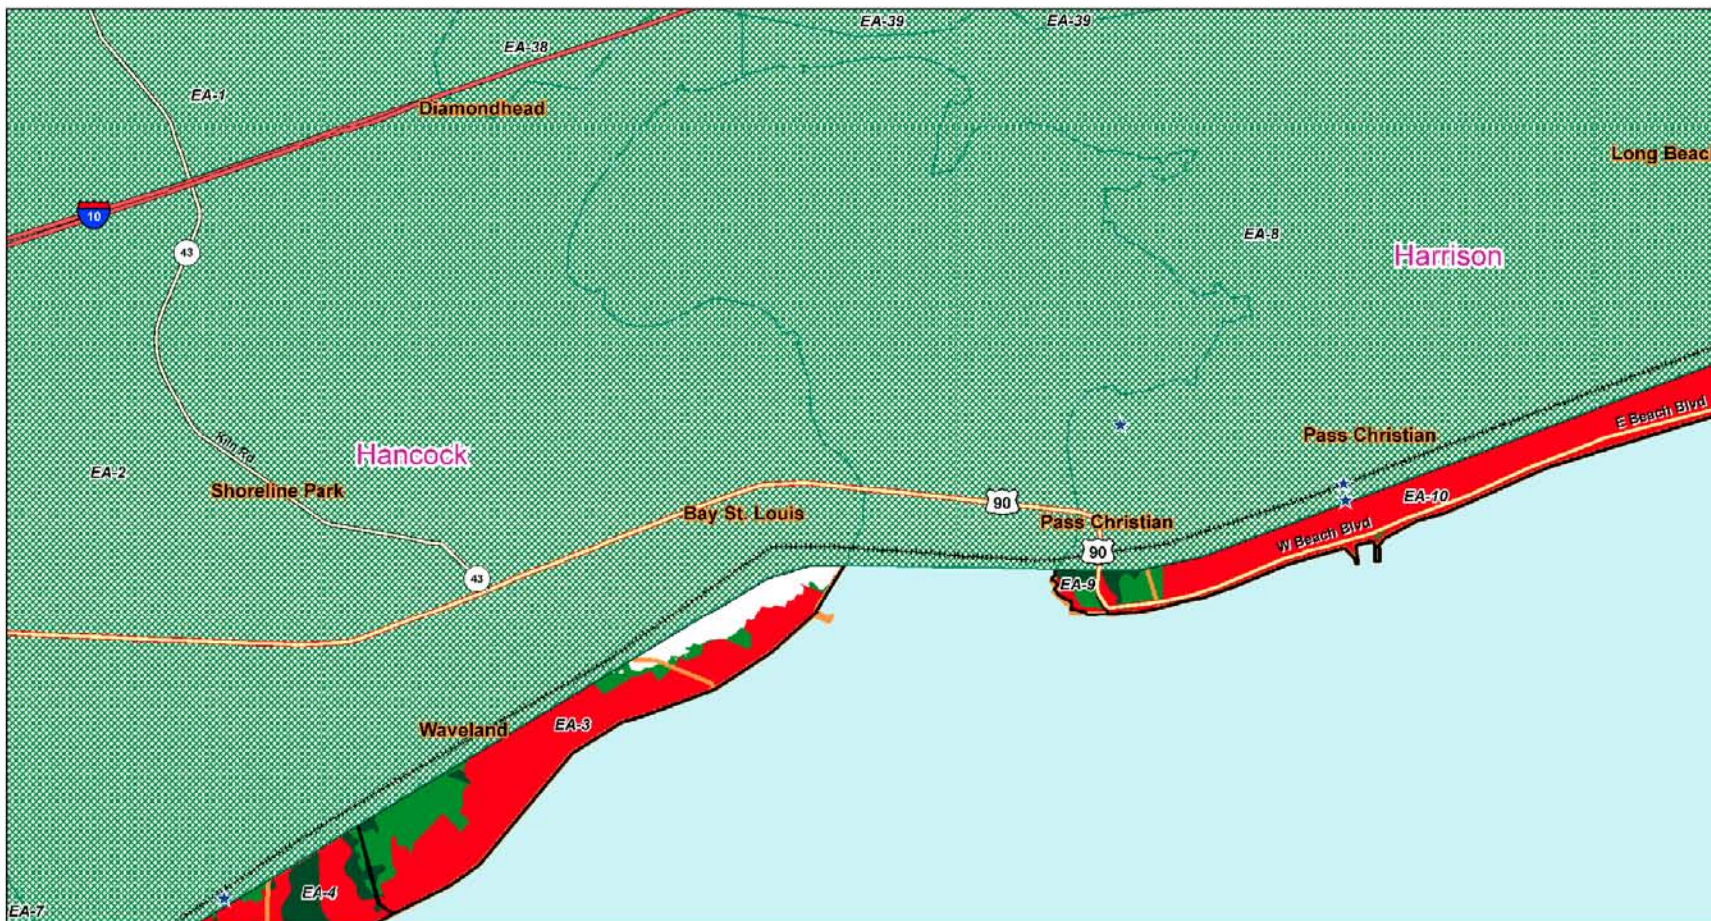 EA-39
EA-39
EA-38
EA-1
Diamondhead
Long Beach
10
EA-8
43
Harrison
Pass Christian
E Beach Blvd
Kiln Rd
Hancock
EA-2
Shoreline Park
EA-10
90
Bay St. Louis
Pass Christian
W Beach Blvd
90
43
EA-9
Waveland
EA-3
EA-4
EA-7